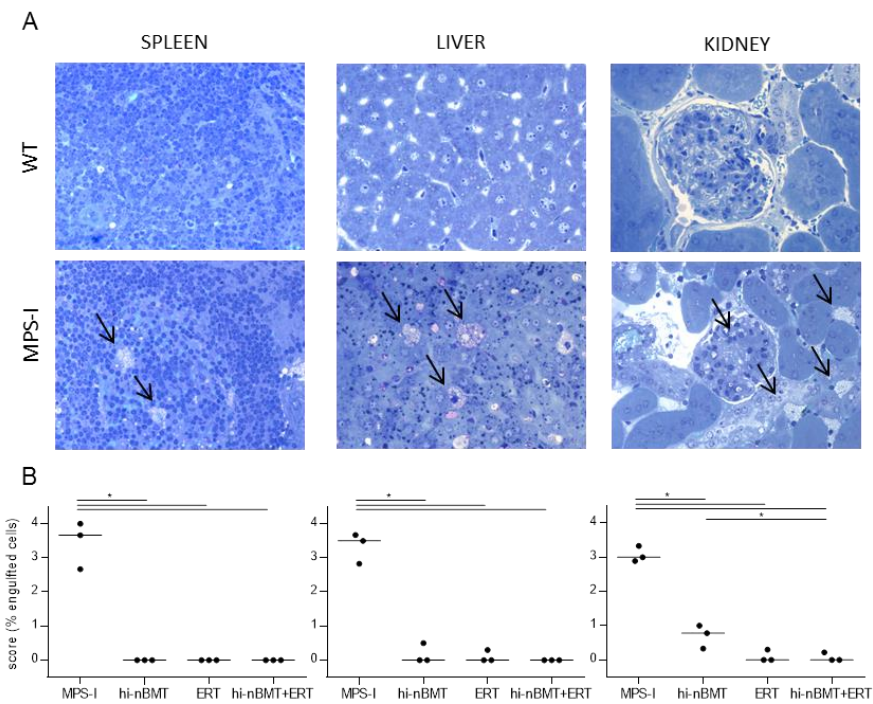 A
SPLEEN LIVER KIDNEY
WT
MPS-I
B
* * *
*
score (% engulfted cells)
4 4 4
3 3 3
2 2 2
1 1 1
0 0 0
MPS-I hi-nBMT ERT hi-nBMT+ERT MPS-I hi-nBMT ERT hi-nBMT+ERT MPS-I hi-nBMT ERT hi-nBMT+ERT